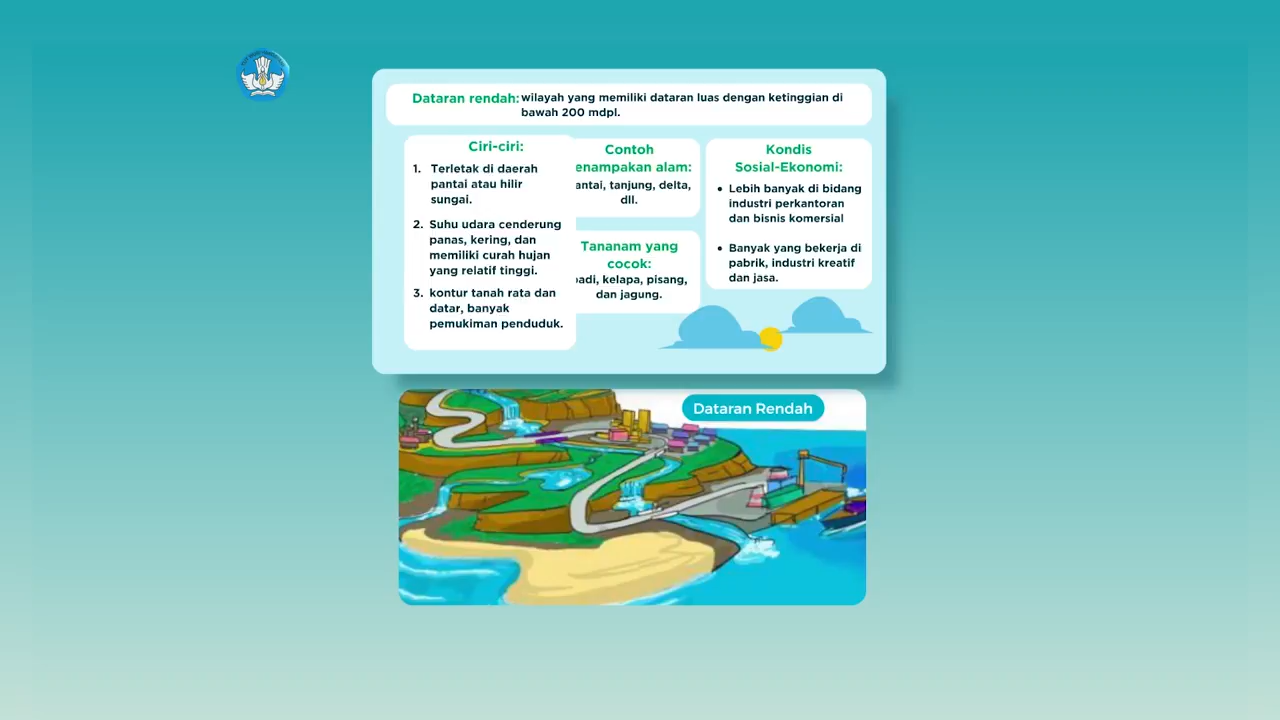 Dataran rendah: wilayah yang memiliki dataran luas dengan ketinggian di
bawah 200 mdpl.
Ciri-ciri:
1. Terletak di daerah
pantai atau hilir
sungai.
2. Suhu udara cenderung
panas, kering, dan
memiliki curah hujan
yang relatif tinggi.
3. kontur tanah rata dan
datar, banyak
pemukiman penduduk.
Contoh
enampakan alam:
antai, tanjung, delta,
dll.
Tananam yang
cocok:
padi, kelapa, pisang,
dan jagung.
Kondis
Sosial-Ekonomi:
• Lebih banyak di bidang
industri perkantoran
dan bisnis komersial
• Banyak yang bekerja di
pabrik, industri kreatif
dan jasa.
Dataran Rendah